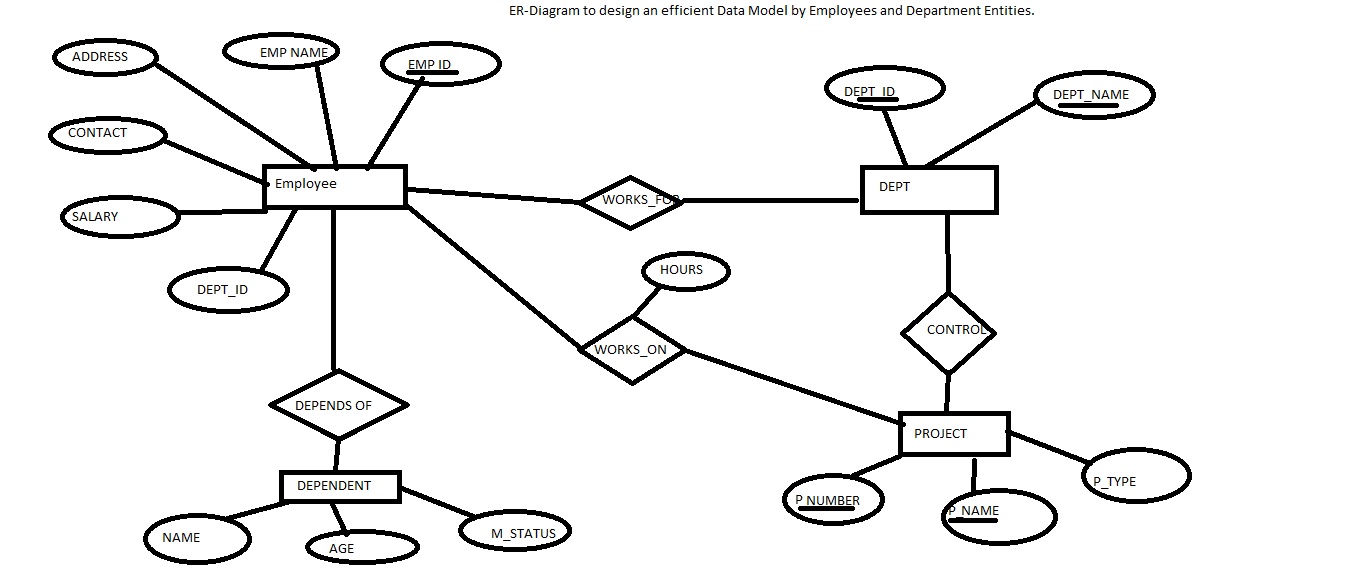 ER-Diagram to design an efficient Data Model by Employees and Department Entities.
ADDRESS
EMP NAME
EMP ID
DEPT_ID
DEPT_NAME
CONTACT
Employee
DEPT
SALARY
WORKS_FOR
DEPT_ID
HOURS
CONTROL
WORKS_ON
DEPENDS OF
PROJECT
DEPENDENT
P_TYPE
P NUMBER
P_NAME
NAME
AGE
M_STATUS